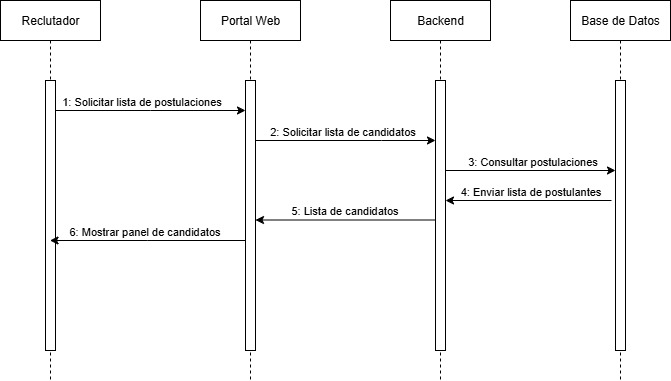 Reclutador
Portal Web
Backend
Base de Datos
1: Solicitar lista de postulaciones
2: Solicitar lista de candidatos
3: Consultar postulaciones
4: Enviar lista de postulantes
5: Lista de candidatos
6: Mostrar panel de candidatos